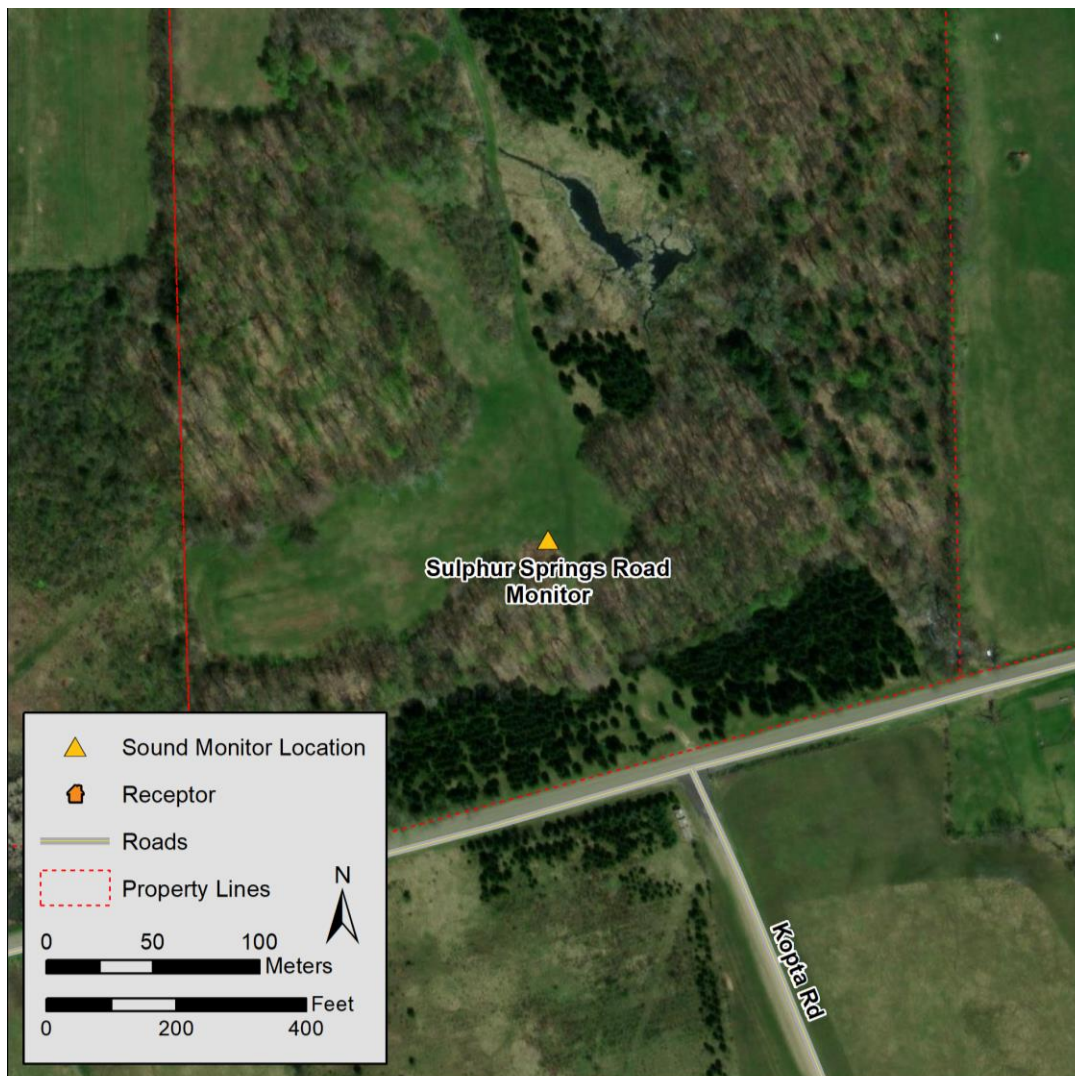 Sulphur Springs Road
Monitor
Kopta Rd
Sound Monitor Location
Receptor
Roads
Property Lines
N
0 50 100
Meters
Feet
0 200 400